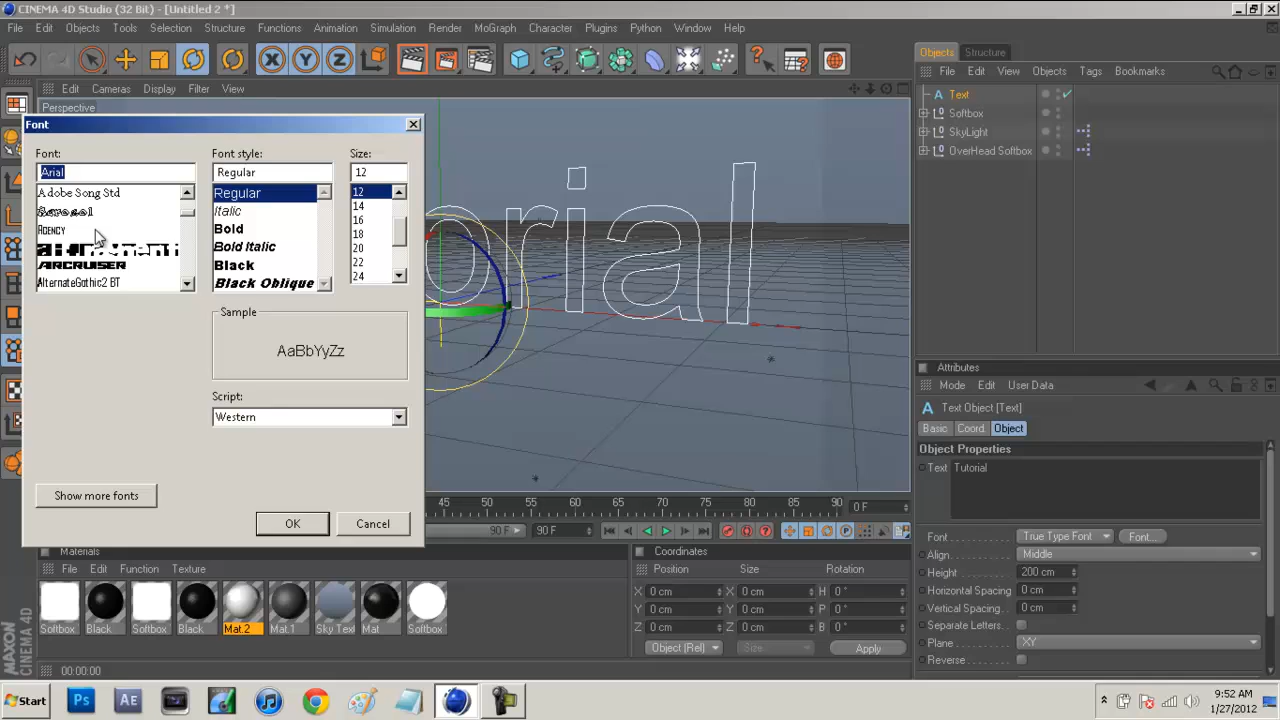 CINEMA 4D Studio (32 Bit) - [Untitled 2 *]
File Edit Objects Tools Selection Structure Functions Animation Simulation Render MoGraph Character Plugins Python Window Help
X Y Z
Objects Structure
File Edit View Objects Tags Bookmarks
Edit Cameras Display Filter View
Perspective
Text
Softbox
SkyLight
OverHead Softbox
Font
Font: Font style: Size:
Arial Regular 12
Adobe Song Std
Aerosol
AGENCY
AIRCRUISER
AlternateGothic2 BT
Regular
Italic
Bold
Bold Italic
Black
Black Oblique
12
14
16
18
20
22
24
Sample
AaBbYyZz
Script:
Western
Show more fonts
OK Cancel
orial
Attributes
Mode Edit User Data
Text Object [Text]
Basic Coord. Object
Object Properties
Text Tutorial
Font True Type Font Font...
Align Middle
Height 200 cm
Horizontal Spacing 0 cm
Vertical Spacing 0 cm
Separate Letters
Plane XY
Reverse
45 50 55 60 65 70 75 80 85 90 0 F
90 F 90 F
Materials
File Edit Function Texture
Softbox Black Softbox Black Mat.2 Mat.1 Sky Text Mat Softbox
Coordinates
Position Size Rotation
X 0 cm X 0 cm H 0 °
Y 0 cm Y 0 cm P 0 °
Z 0 cm Z 0 cm B 0 °
Object (Rel) Size Apply
MAXON
CINEMA 4D
00:00:00
Start Ps Ae
9:52 AM
1/27/2012